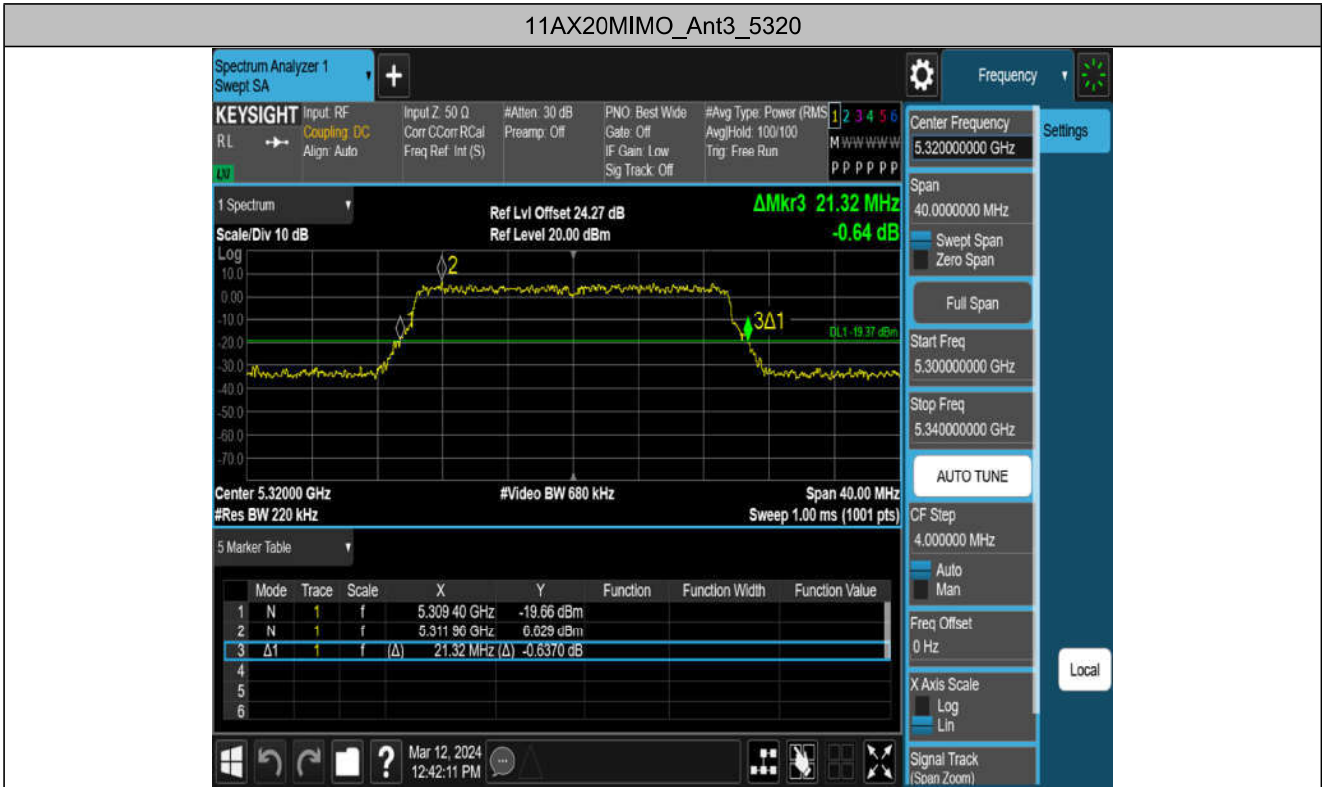 11AX20MIMO_Ant3_5320
Spectrum Analyzer 1
Swept SA
+
Frequency
KEYSIGHT
RL
LXI
Input: RF
Coupling: DC
Align: Auto
Input Z: 50 Ω
Corr CCorr RCal
Freq Ref: Int (S)
#Atten: 30 dB
Preamp: Off
PNO: Best Wide
Gate: Off
IF Gain: Low
Sig Track: Off
#Avg Type: Power (RMS
Avg|Hold: 100/100
Trig: Free Run
1 2 3 4 5 6
M W W W W W
P P P P P P
1 Spectrum
Scale/Div 10 dB
Ref Lvl Offset 24.27 dB
Ref Level 20.00 dBm
ΔMkr3 21.32 MHz
-0.64 dB
Log
10.0
0.00
-10.0
-20.0
-30.0
-40.0
-50.0
-60.0
-70.0
2
1
3Δ1
DL1 -19.37 dBm
Center 5.32000 GHz
#Video BW 680 kHz
Span 40.00 MHz
#Res BW 220 kHz
Sweep 1.00 ms (1001 pts)
5 Marker Table
Mode Trace Scale X Y Function Function Width Function Value
1 N 1 f 5.309 40 GHz -19.66 dBm
2 N 1 f 5.311 96 GHz 6.629 dBm
3 Δ1 1 f (Δ) 21.32 MHz (Δ) -0.6370 dB
4
5
6
Mar 12, 2024
12:42:11 PM
?
Center Frequency
5.320000000 GHz
Settings
Span
40.0000000 MHz
Swept Span
Zero Span
Full Span
Start Freq
5.300000000 GHz
Stop Freq
5.340000000 GHz
AUTO TUNE
CF Step
4.000000 MHz
Auto
Man
Freq Offset
0 Hz
Local
X Axis Scale
Log
Lin
Signal Track
(Span Zoom)